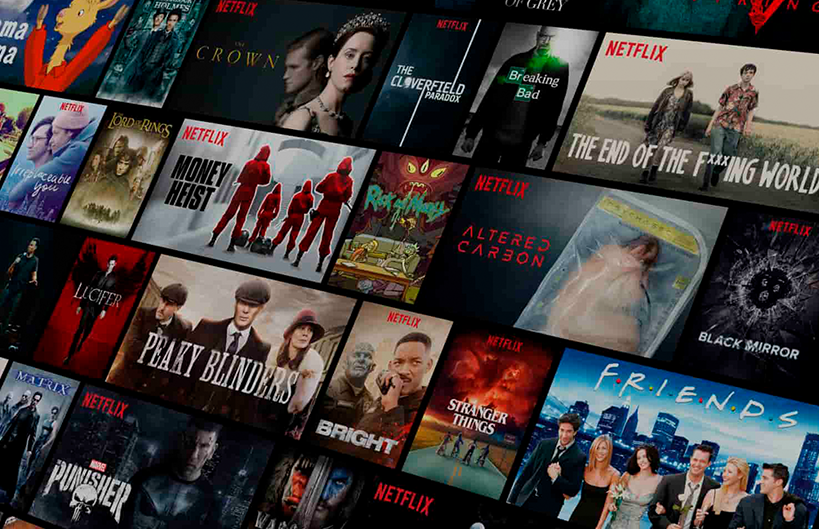 HOLMES
NETFLIX
THE
CROWN
NETFLIX
THE
CLOVERFIELD
PARADOX
OF GREY
Breaking
Bad
NETFLIX
THE END OF THE F***ING WORLD
NETFLIX
Irreplaceable
you
THE
LORD OF THE RINGS
NETFLIX
MONEY
HEIST
Rick and Morty
NETFLIX
ALTERED
CARBON
NETFLIX
BLACK MIRROR
LUCIFER
PEAKY BLINDERS
NETFLIX
BRIGHT
NETFLIX
STRANGER
THINGS
F·R·I·E·N·D·S
MATRIX
NETFLIX
MARVEL
THE
PUNISHER
NETFLIX